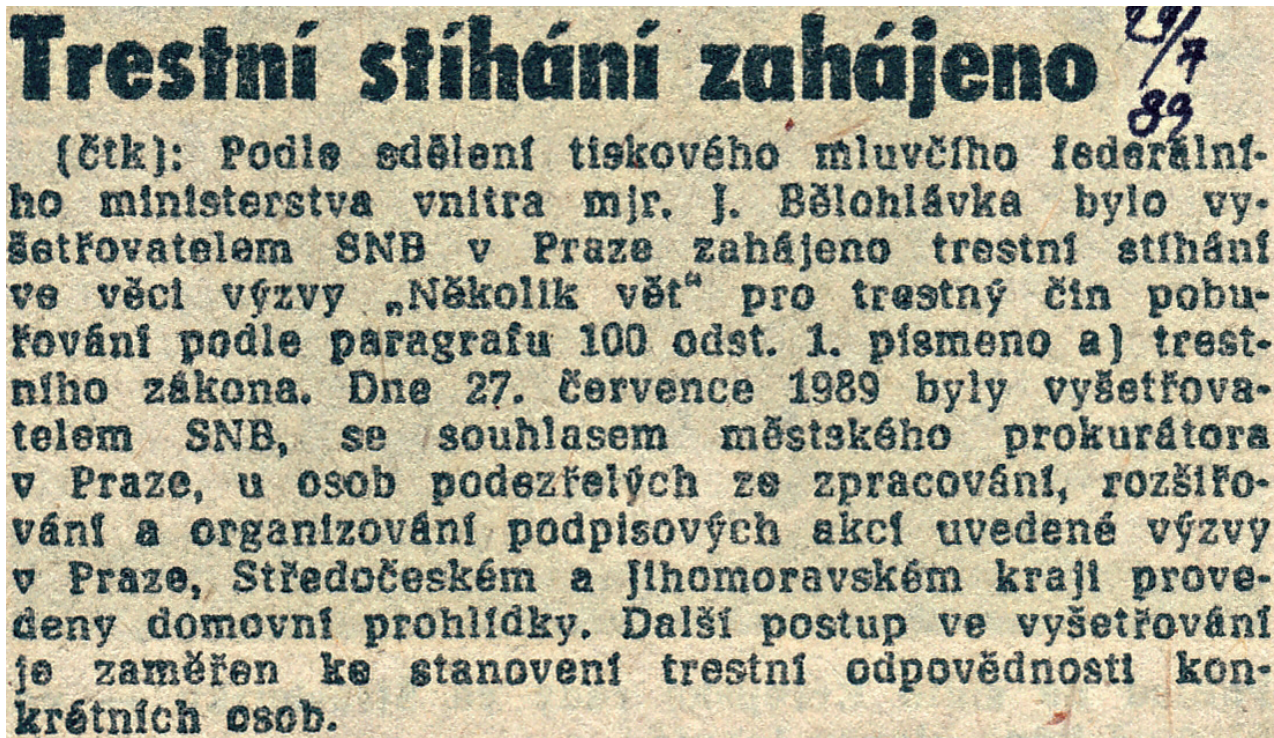 Trestní stíhání zahájeno
29/7
89
(čtk): Podle sdělení tiskového mluvčího federální-
ho ministerstva vnitra mjr. J. Bělohlávka bylo vy-
šetřovatelem SNB v Praze zahájeno trestní stíhání
ve věci výzvy „Několik vět“ pro trestný čin pobu-
řování podle paragrafu 100 odst. 1. písmeno a) trest-
ního zákona. Dne 27. července 1989 byly vyšetřova-
telem SNB, se souhlasem městského prokurátora
v Praze, u osob podezřelých ze zpracování, rozšiřo-
vání a organizování podpisových akcí uvedené výzvy
v Praze, Středočeském a Jihomoravském kraji prove-
deny domovní prohlídky. Další postup ve vyšetřování
je zaměřen ke stanovení trestní odpovědnosti kon-
krétních osob.